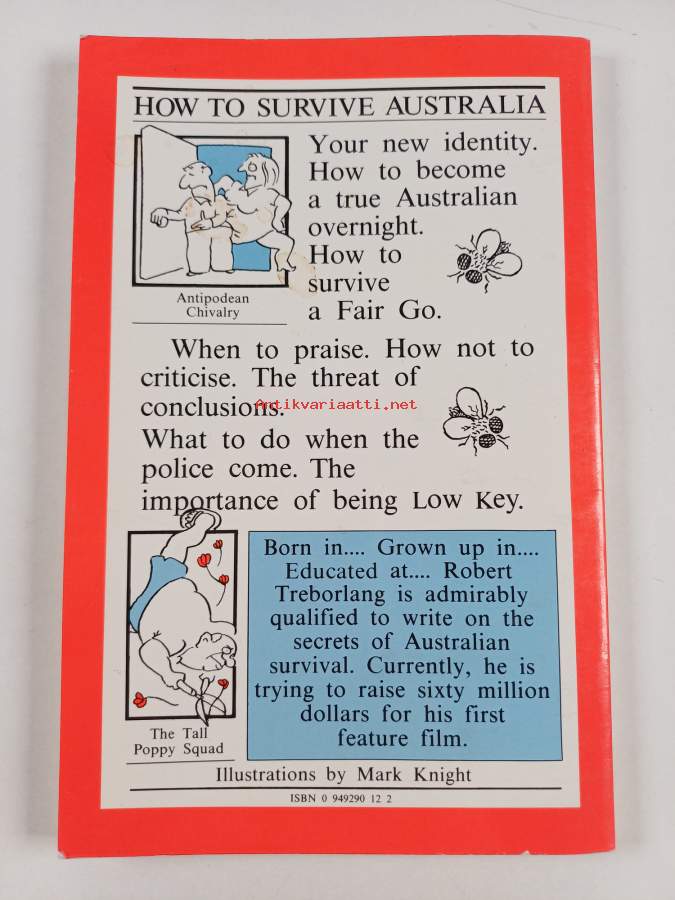 HOW TO SURVIVE AUSTRALIA
Your new identity.
How to become
a true Australian
overnight.
How to
survive
a Fair Go.
Antipodean
Chivalry
When to praise. How not to
criticise. The threat of
conclusions.
Antikvariaatti.net
What to do when the
police come. The
importance of being Low Key.
The Tall
Poppy Squad
Born in.... Grown up in....
Educated at.... Robert
Treborlang is admirably
qualified to write on the
secrets of Australian
survival. Currently, he is
trying to raise sixty million
dollars for his first
feature film.
Illustrations by Mark Knight
ISBN 0 949290 12 2